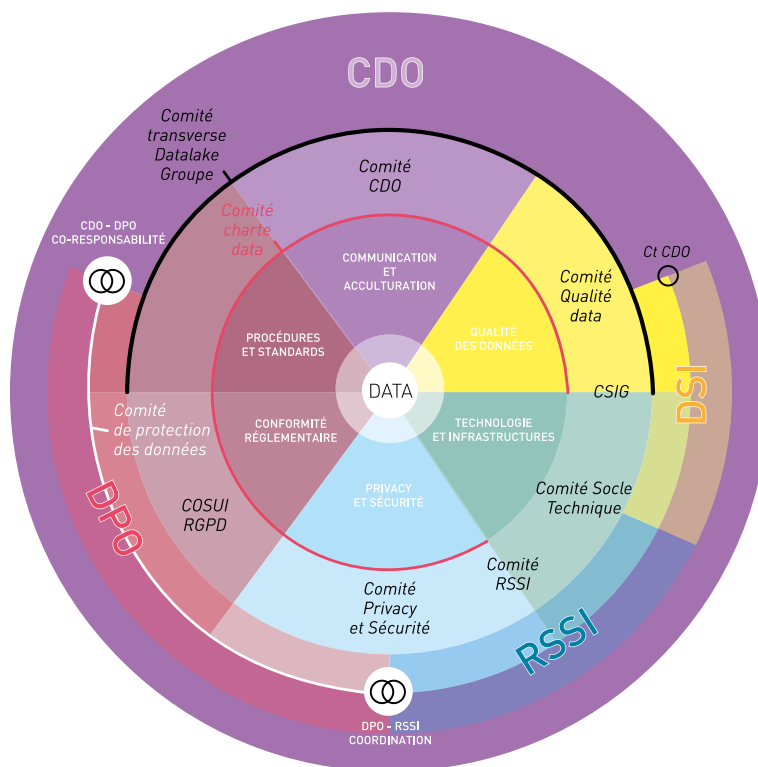 CDO
Comité
transverse
Datalake
Groupe
Comité
CDO
Comité
charte
data
CDO - DPO
CO-RESPONSABILITÉ
COMMUNICATION
ET
ACCULTURATION
Ct CDO
Comité
Qualité
data
PROCÉDURES
ET STANDARDS
QUALITÉ
DES DONNÉES
DATA
CSIG
DSI
Comité
de protection
des données
CONFORMITÉ
RÉGLEMENTAIRE
TECHNOLOGIE
ET INFRASTRUCTURES
PRIVACY
ET SÉCURITÉ
COSUI
RGPD
DPO
Comité Socle
Technique
Comité
RSSI
Comité
Privacy
et Sécurité
RSSI
DPO - RSSI
COORDINATION